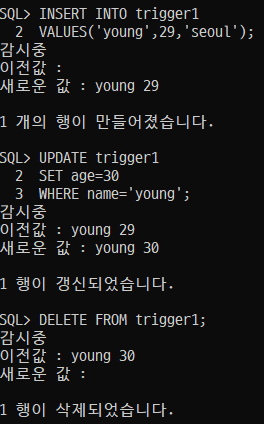 SQL> INSERT INTO trigger1
  2  VALUES('young',29,'seoul');
감시중
이전값 :
새로운 값 : young 29

1 개의 행이 만들어졌습니다.

SQL> UPDATE trigger1
  2  SET age=30
  3  WHERE name='young';
감시중
이전값 : young 29
새로운 값 : young 30

1 행이 갱신되었습니다.

SQL> DELETE FROM trigger1;
감시중
이전값 : young 30
새로운 값 :

1 행이 삭제되었습니다.